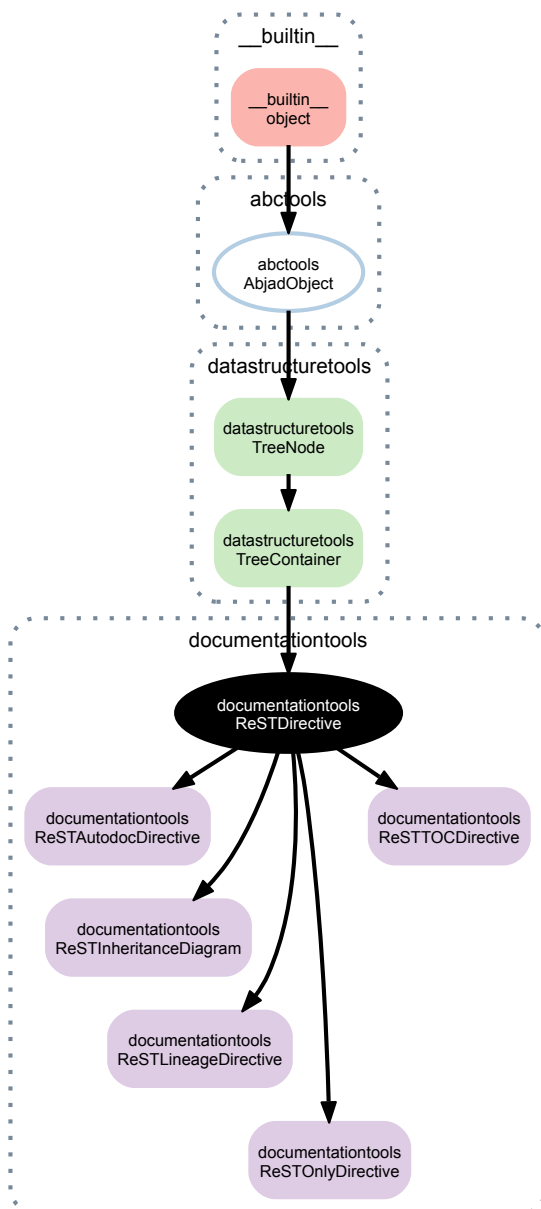 __builtin__
__builtin__
object
abctools
abctools
AbjadObject
datastructuretools
datastructuretools
TreeNode
datastructuretools
TreeContainer
documentationtools
documentationtools
ReSTDirective
documentationtools
ReSTAutodocDirective
documentationtools
ReSTTOCDirective
documentationtools
ReSTInheritanceDiagram
documentationtools
ReSTLineageDirective
documentationtools
ReSTOnlyDirective